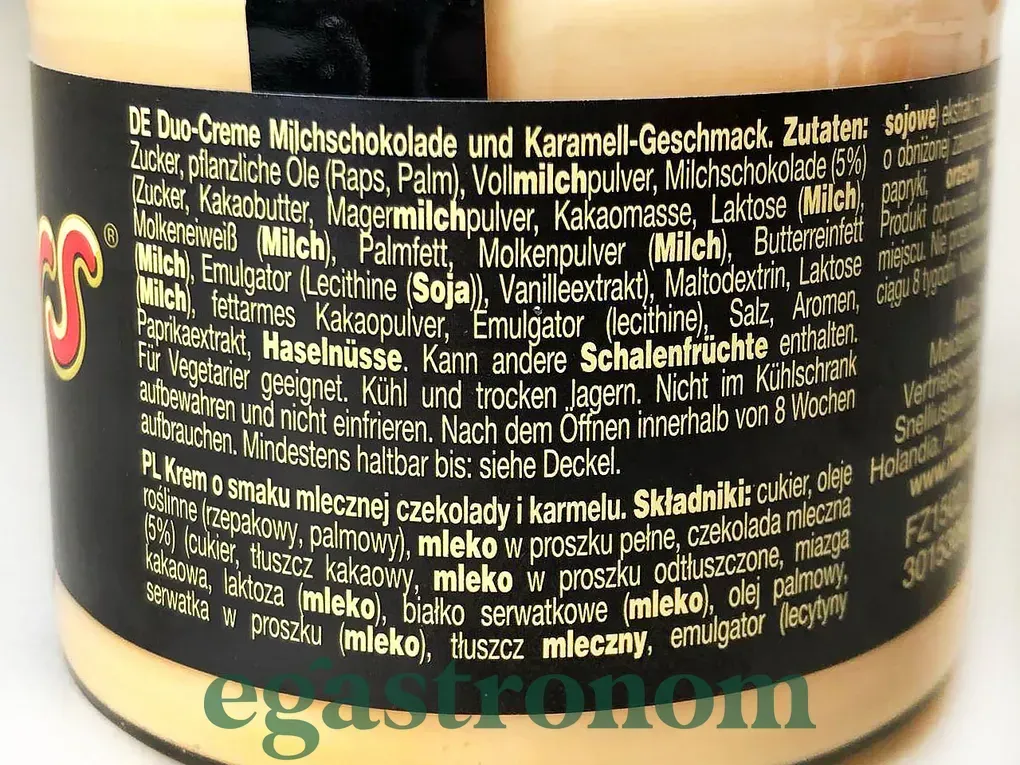 rs®
DE Duo-Creme Milchschokolade und Karamell-Geschmack. Zutaten:
Zucker, pflanzliche Öle (Raps, Palm), Vollmilchpulver, Milchschokolade (5%)
(Zucker, Kakaobutter, Magermilchpulver, Kakaomasse, Laktose (Milch),
Molkeneiweiß (Milch), Palmfett, Molkenpulver (Milch), Butterreinfett
(Milch), Emulgator (Lecithine (Soja)), Vanilleextrakt), Maltodextrin, Laktose
(Milch), fettarmes Kakaopulver, Emulgator (lecithine), Salz, Aromen,
Paprikaextrakt, Haselnüsse. Kann andere Schalenfrüchte enthalten.
Für Vegetarier geeignet. Kühl und trocken lagern. Nicht im Kühlschrank
aufbewahren und nicht einfrieren. Nach dem Öffnen innerhalb von 8 Wochen
aufbrauchen. Mindestens haltbar bis: siehe Deckel.
PL Krem o smaku mlecznej czekolady i karmelu. Składniki: cukier, oleje
roślinne (rzepakowy, palmowy), mleko w proszku pełne, czekolada mleczna
(5%) (cukier, tłuszcz kakaowy, mleko w proszku odtłuszczone, miazga
kakaowa, laktoza (mleko), białko serwatkowe (mleko), olej palmowy,
serwatka w proszku (mleko), tłuszcz mleczny, emulgator (lecytyny
sojowe)
o obniżonej
papryki,
Produkt
miejscu. Nie
ciągu 8
Holandia.
egastronom